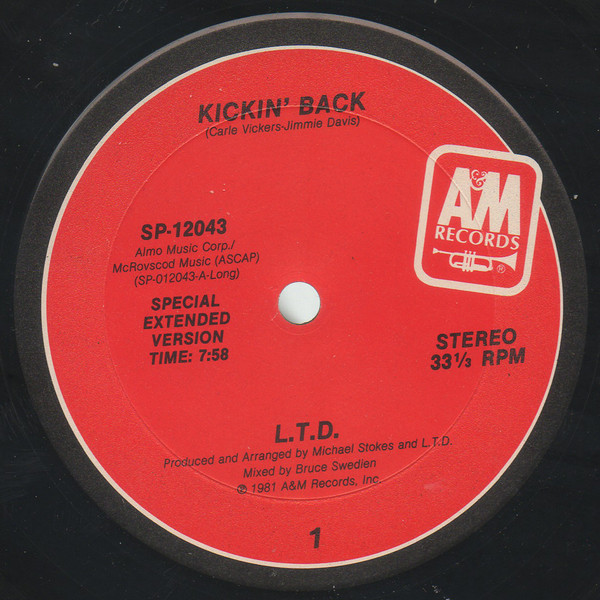 KICKIN' BACK
(Carle Vickers-Jimmie Davis)
A&M
RECORDS
®
SP-12043
Almo Music Corp./
McRovscod Music (ASCAP)
(SP-012043-A-Long)
SPECIAL
EXTENDED
VERSION
TIME: 7:58
STEREO
33⅓ RPM
L.T.D.
Produced and Arranged by Michael Stokes and L.T.D.
Mixed by Bruce Swedien
℗ 1981 A&M Records, Inc.
1